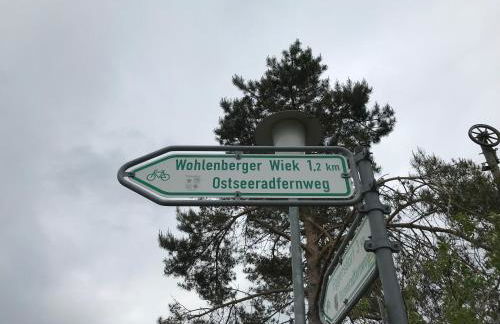 Wohlenberger Wiek 1,2 km
Ostseeradfernweg